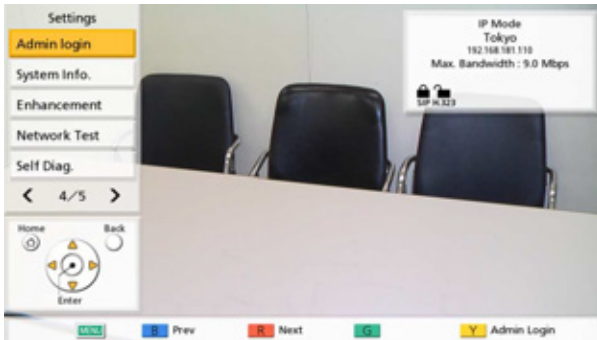 Settings
Admin login
System Info.
Enhancement
Network Test
Self Diag.
4/5
Home
Back
Enter
IP Mode
Tokyo
192.168.181.110
Max. Bandwidth : 9.0 Mbps
SIP H.323
MENU
B Prev
R Next
G
Y Admin Login